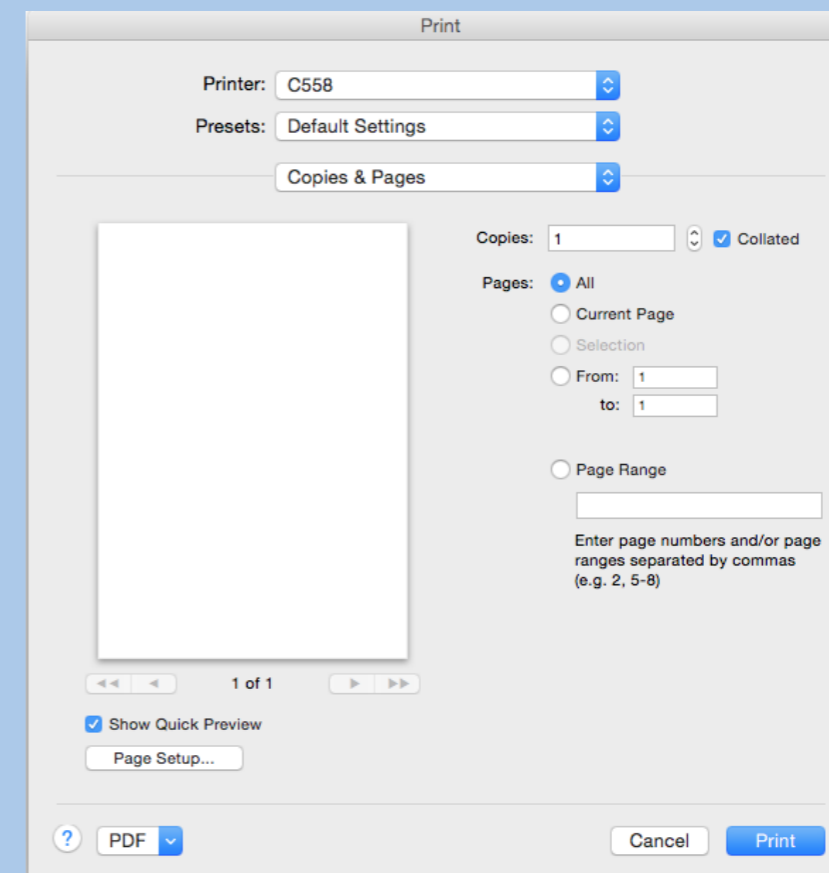 Print
Printer: C558
Presets: Default Settings
Copies & Pages
Copies: 1 Collated
Pages: All
Current Page
Selection
From: 1
to: 1
Page Range
Enter page numbers and/or page
ranges separated by commas
(e.g. 2, 5-8)
1 of 1
Show Quick Preview
Page Setup...
? PDF Cancel Print